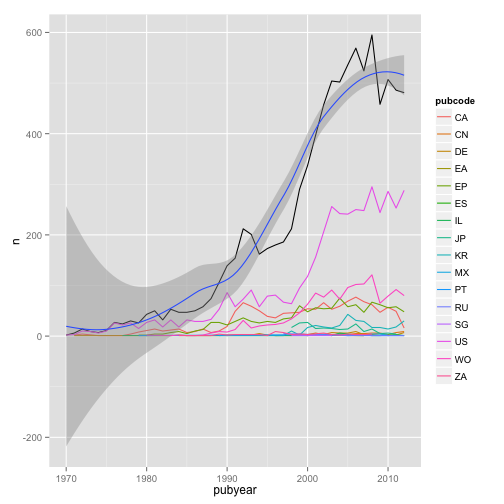 600
400
200
0
-200
n
1970
1980
1990
2000
2010
pubyear
pubcode
CA
CN
DE
EA
EP
ES
IL
JP
KR
MX
PT
RU
SG
US
WO
ZA